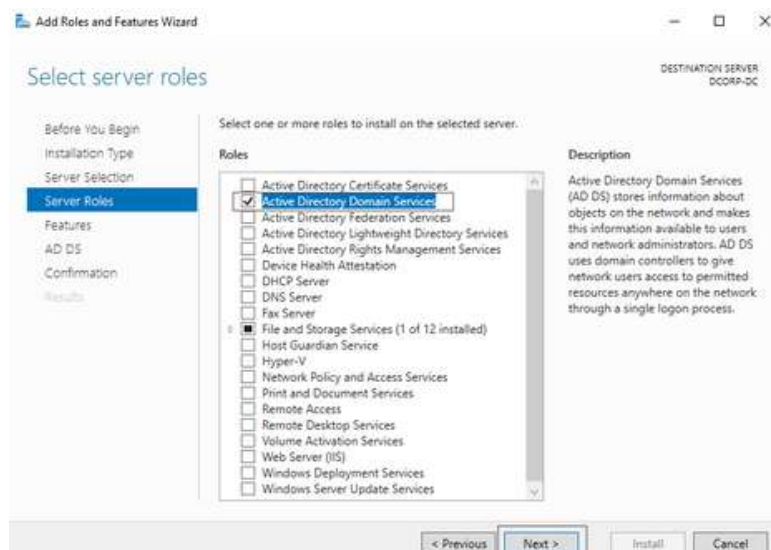 Add Roles and Features Wizard
Select server roles
DESTINATION SERVER
DCORP-DC
Before You Begin
Installation Type
Server Selection
Server Roles
Features
AD DS
Confirmation
Results
Select one or more roles to install on the selected server.
Roles
Active Directory Certificate Services
Active Directory Domain Services
Active Directory Federation Services
Active Directory Lightweight Directory Services
Active Directory Rights Management Services
Device Health Attestation
DHCP Server
DNS Server
Fax Server
File and Storage Services (1 of 12 installed)
Host Guardian Service
Hyper-V
Network Policy and Access Services
Print and Document Services
Remote Access
Remote Desktop Services
Volume Activation Services
Web Server (IIS)
Windows Deployment Services
Windows Server Update Services
Description
Active Directory Domain Services
(AD DS) stores information about
objects on the network and makes
this information available to users
and network administrators. AD DS
uses domain controllers to give
network users access to permitted
resources anywhere on the network
through a single logon process.
< Previous
Next >
Install
Cancel